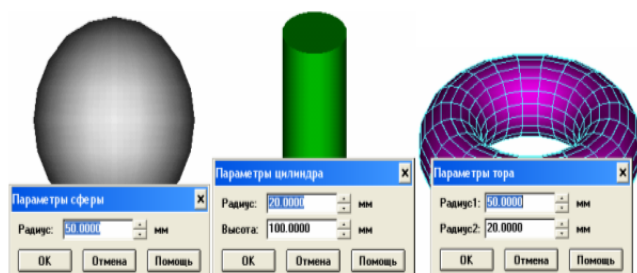 Параметры сферы
Радиус: 50.0000 мм
OK Отмена Помощь
Параметры цилиндра
Радиус: 20.0000 мм
Высота: 100.0000 мм
OK Отмена Помощь
Параметры тора
Радиус1: 50.0000 мм
Радиус2: 20.0000 мм
OK Отмена Помощь